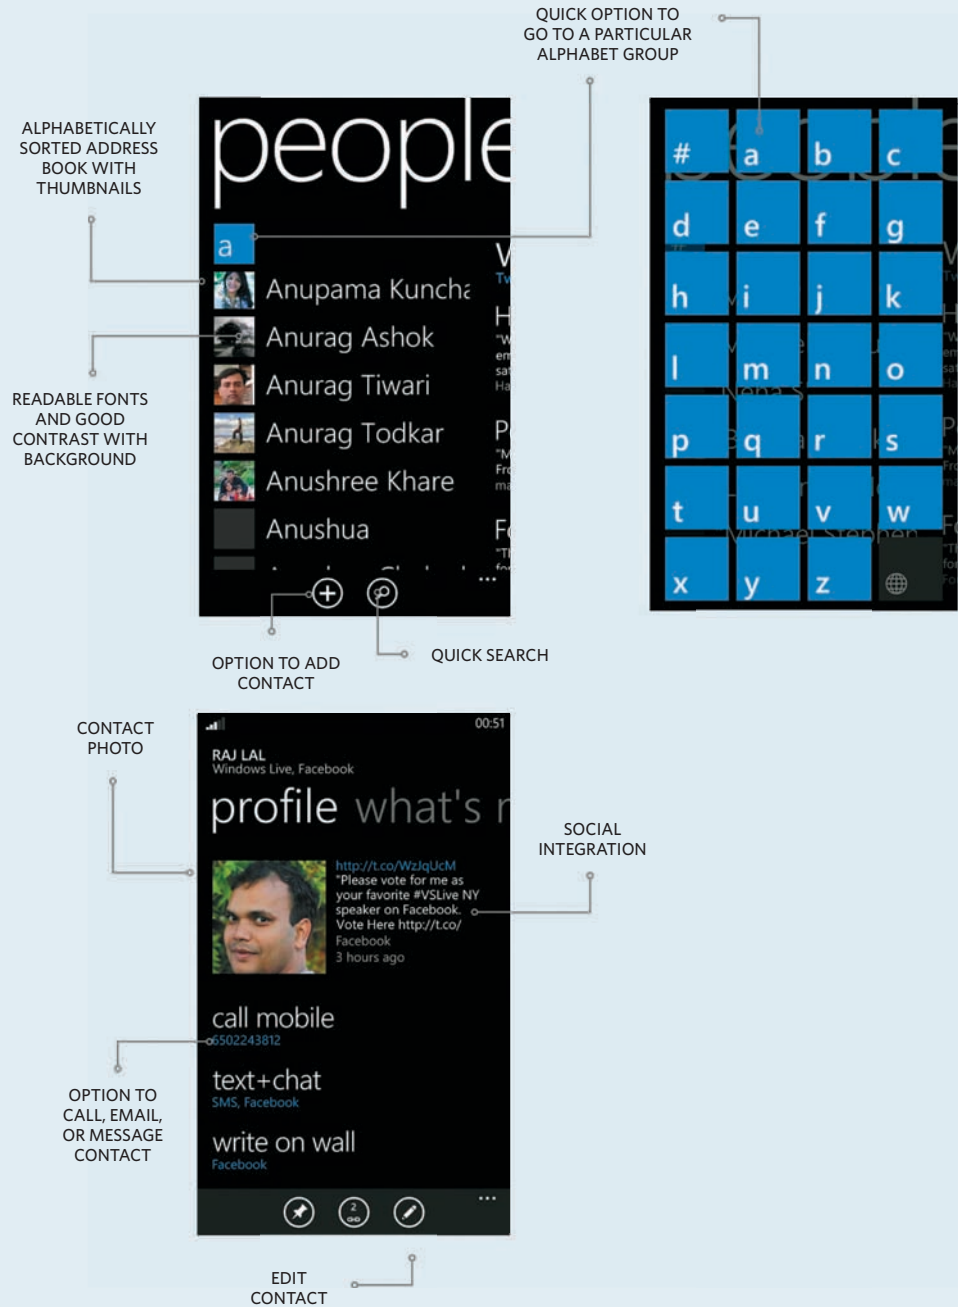 QUICK OPTION TO
GO TO A PARTICULAR
ALPHABET GROUP
ALPHABETICALLY
SORTED ADDRESS
BOOK WITH
THUMBNAILS
READABLE FONTS
AND GOOD
CONTRAST WITH
BACKGROUND
people
a
Anupama Kuncha
Anurag Ashok
Anurag Tiwari
Anurag Todkar
Anushree Khare
Anushua
# a b c
d e f g
h i j k
l m n o
p q r s
t u v w
x y z
Michael Stephen
OPTION TO ADD
CONTACT
QUICK SEARCH
CONTACT
PHOTO
00:51
RAJ LAL
Windows Live, Facebook
profile what's
http://t.co/WzJqUcM
"Please vote for me as
your favorite #VSLive NY
speaker on Facebook.
Vote Here http://t.co/
Facebook
3 hours ago
SOCIAL
INTEGRATION
call mobile
6502243812
text+chat
SMS, Facebook
write on wall
Facebook
2
OPTION TO
CALL, EMAIL,
OR MESSAGE
CONTACT
EDIT
CONTACT